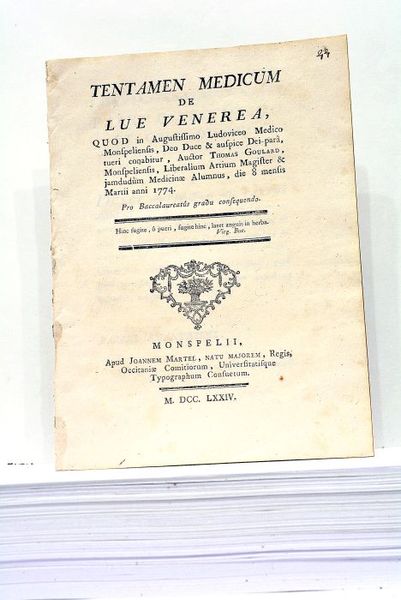 TENTAMEN MEDICUM
DE
LUE VENEREA,
QUOD in Augustissimo Ludoviceo Medico
Monspeliensis, Deo Duce & auspice Dei-parâ,
tueri conabitur, Auctor THOMAS GOULARD,
Monspeliensis, Liberalium Artium Magister &
jamdudùm Medicinæ Alumnus, die 8 mensis
Martii anni 1774.
Pro Baccalaureatûs gradu consequendo.
Hinc fugite, ô pueri, fugite hinc, latet anguis in herba.
Virg. Buc.
MONSPELII,
Apud JOANNEM MARTEL, NATU MAJOREM, Regis,
Occitaniæ Comitiorum, Universitatisque
Typographum Consuetum.
M. DCC. LXXIV.